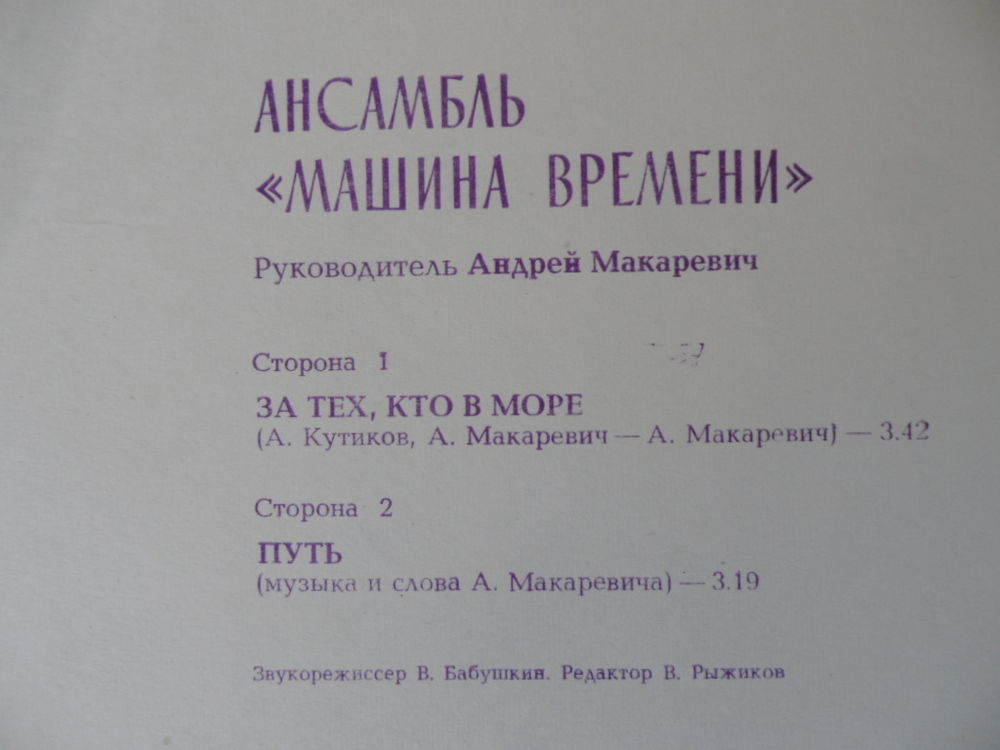 АНСАМБЛЬ
«МАШИНА ВРЕМЕНИ»
Руководитель Андрей Макаревич
Сторона 1
ЗА ТЕХ, КТО В МОРЕ
(А. Кутиков, А. Макаревич — А. Макаревич) — 3.42
Сторона 2
ПУТЬ
(музыка и слова А. Макаревича) — 3.19
Звукорежиссер В. Бабушкин. Редактор В. Рыжиков